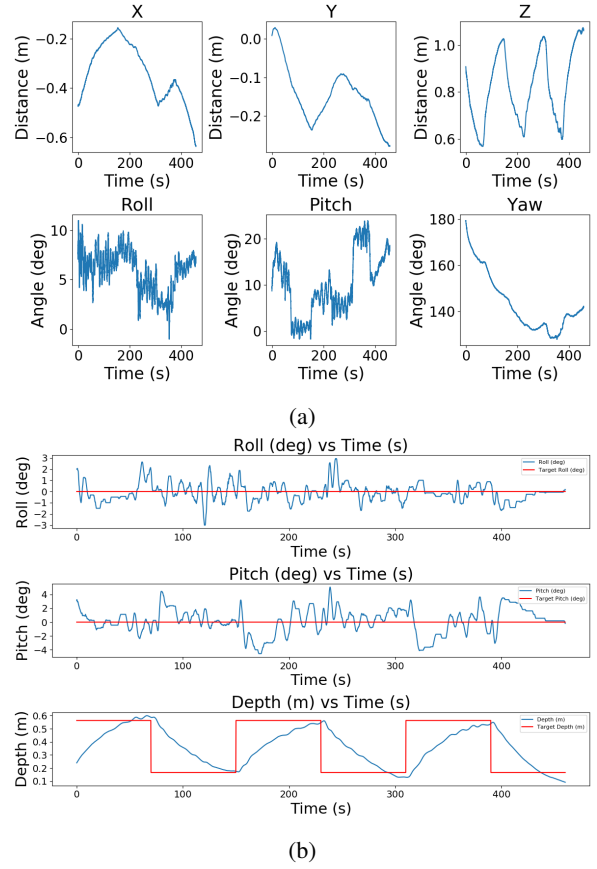 X Y Z
−0.2 −0.4 −0.6
0.0 −0.1 −0.2
1.0 0.8 0.6
Distance (m) Distance (m) Distance (m)
0 200 400 0 200 400 0 200 400
Time (s) Time (s) Time (s)
Roll Pitch Yaw
10 5 0
20 10 0
180 160 140
Angle (deg) Angle (deg) Angle (deg)
0 200 400 0 200 400 0 200 400
Time (s) Time (s) Time (s)
(a)
Roll (deg) vs Time (s)
Roll (deg)
3 2 1 0 −1 −2 −3
Roll (deg)
Target Roll (deg)
0 100 200 300 400
Time (s)
Pitch (deg) vs Time (s)
Pitch (deg)
4 2 0 −2 −4
Pitch (deg)
Target Pitch (deg)
0 100 200 300 400
Time (s)
Depth (m) vs Time (s)
Depth (m)
0.6 0.5 0.4 0.3 0.2 0.1
Depth (m)
Target Depth (m)
0 100 200 300 400
Time (s)
(b)